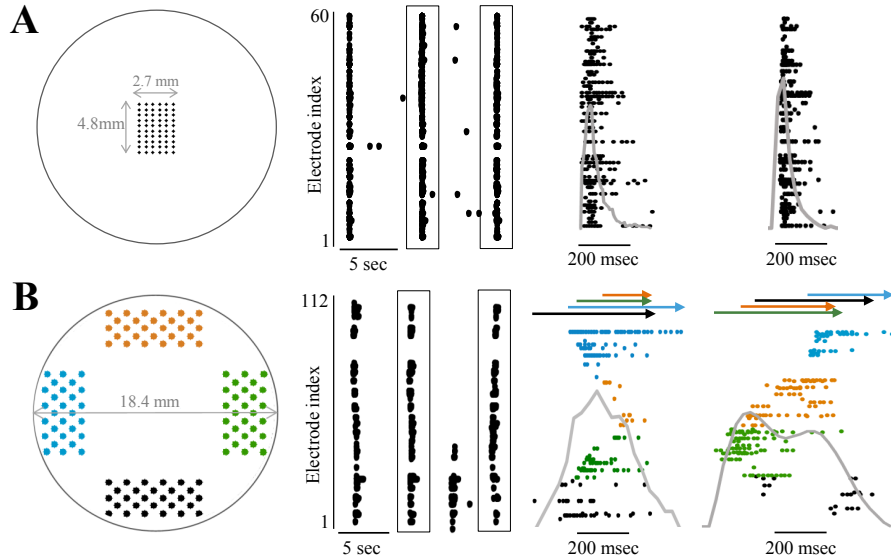 A
2.7 mm
4.8mm
60
Electrode index
1
5 sec
200 msec
200 msec
B
18.4 mm
112
Electrode index
1
5 sec
200 msec
200 msec